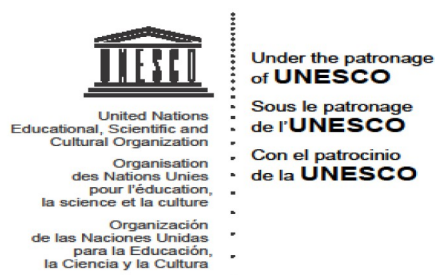 UNESCO
United Nations
Educational, Scientific and
Cultural Organization
Organisation
des Nations Unies
pour l'éducation,
la science et la culture
Organización
de las Naciones Unidas
para la Educación,
la Ciencia y la Cultura
Under the patronage
of UNESCO
Sous le patronage
de l'UNESCO
Con el patrocinio
de la UNESCO